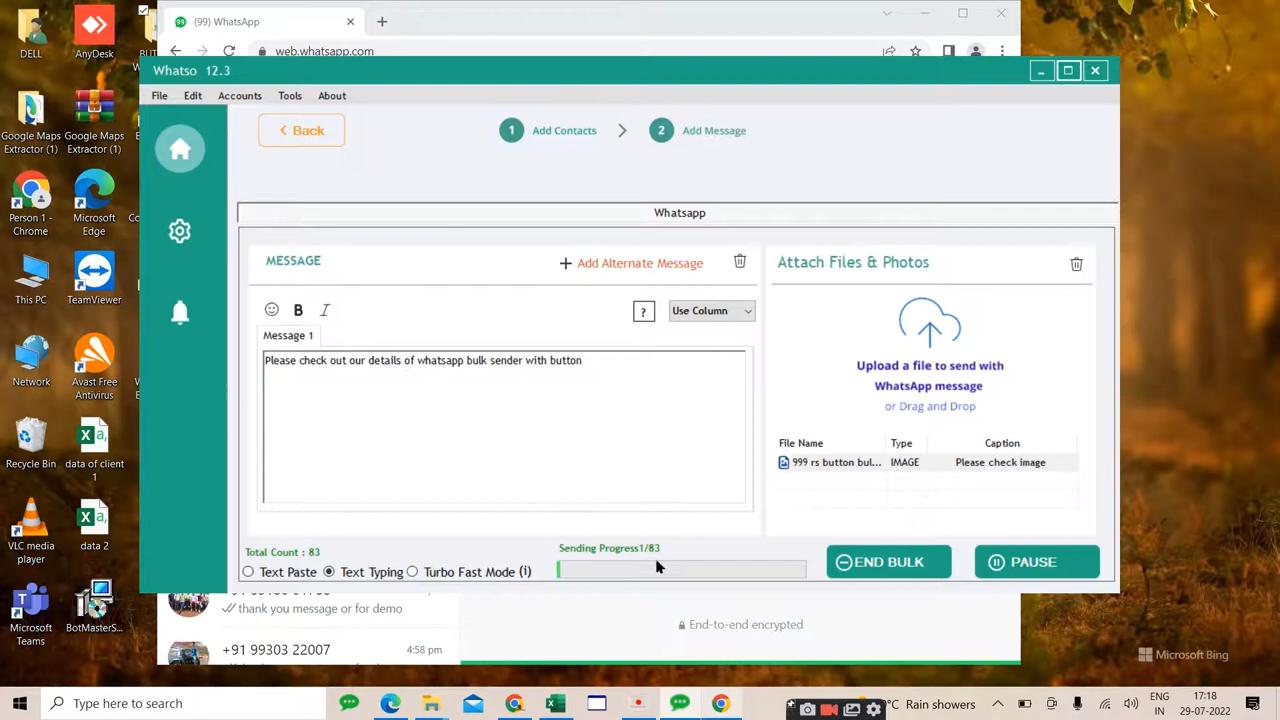 DELL
AnyDesk
BU
(99) WhatsApp
web.whatsapp.com
Whatso 12.3
File Edit Accounts Tools About
Back
1 Add Contacts
2 Add Message
Google Maps
Extractor (1)
Google Maps
Extractor (1)
Whatsapp
Person 1 -
Chrome
Microsoft
Edge
MESSAGE
Add Alternate Message
B I
?
Use Column
Message 1
Please check out our details of whatsapp bulk sender with button
Attach Files & Photos
Upload a file to send with
WhatsApp message
or Drag and Drop
File Name Type Caption
999 rs button bul... IMAGE Please check image
This PC
TeamViewer
Network
Avast Free
Antivirus
Recycle Bin
data of client
1
VLC media
player
data 2
Microsoft
Teams
BotMasterS...
Total Count : 83
Text Paste Text Typing Turbo Fast Mode (i)
Sending Progress1/83
END BULK
PAUSE
thank you message or for demo
+91 99303 22007
4:58 pm
End-to-end encrypted
Microsoft Bing
Type here to search
C Rain showers
ENG
IN
17:18
29-07-2022